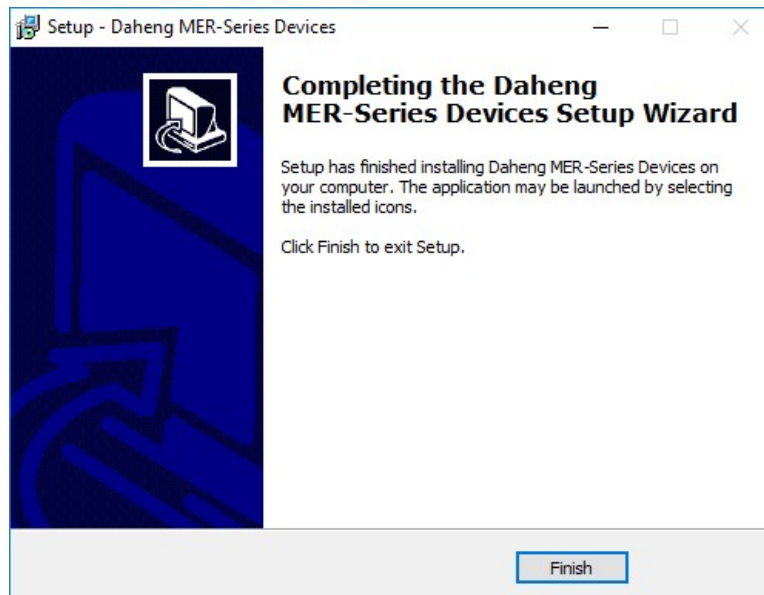 Setup - Daheng MER-Series Devices
Completing the Daheng
MER-Series Devices Setup Wizard
Setup has finished installing Daheng MER-Series Devices on
your computer. The application may be launched by selecting
the installed icons.
Click Finish to exit Setup.
Finish